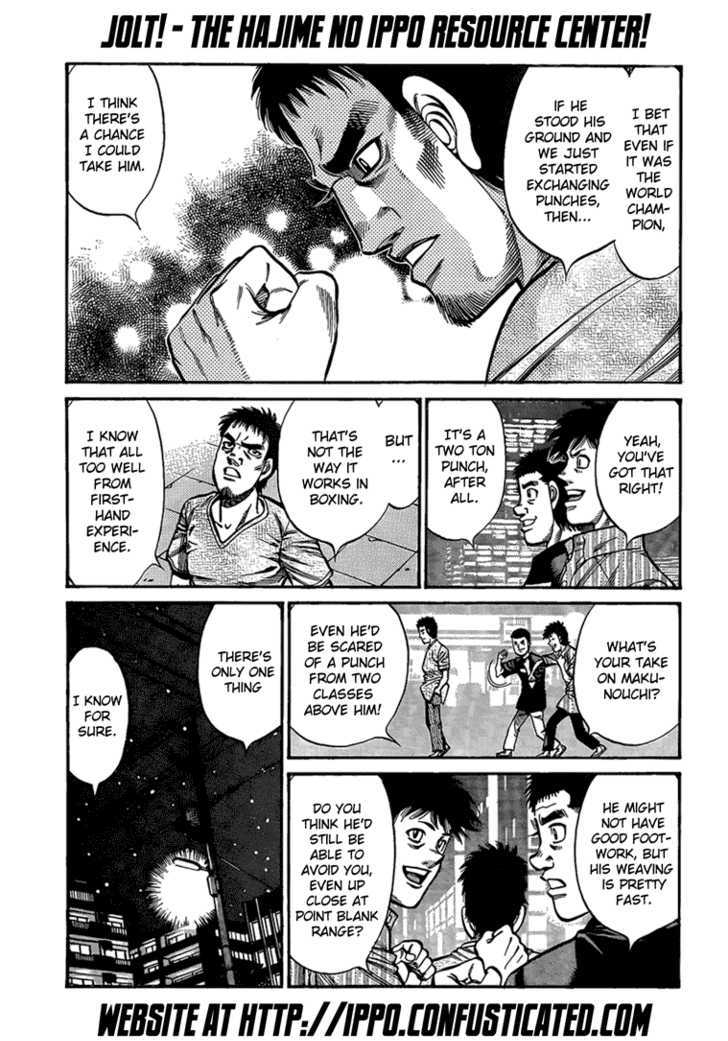 JOLT! - THE HAJIME NO IPPO RESOURCE CENTER!
I BET
THAT
EVEN IF
IT WAS
THE
WORLD
CHAM-
PION,
IF HE
STOOD HIS
GROUND AND
WE JUST
STARTED
EXCHANGING
PUNCHES,
THEN...
I THINK
THERE'S
A CHANCE
I COULD
TAKE HIM.
YEAH,
YOU'VE
GOT THAT
RIGHT!
IT'S A
TWO TON
PUNCH,
AFTER
ALL.
BUT
...
THAT'S
NOT THE
WAY IT
WORKS IN
BOXING.
I KNOW
THAT ALL
TOO WELL
FROM
FIRST-
HAND
EXPERI-
ENCE.
WHAT'S
YOUR TAKE
ON MAKU-
NOUCHI?
EVEN HE'D
BE SCARED
OF A PUNCH
FROM TWO
CLASSES
ABOVE HIM!
HE MIGHT
NOT HAVE
GOOD FOOT-
WORK, BUT
HIS WEAVING
IS PRETTY
FAST.
DO YOU
THINK HE'D
STILL BE
ABLE TO
AVOID YOU,
EVEN UP
CLOSE AT
POINT BLANK
RANGE?
THERE'S
ONLY ONE
THING
I KNOW
FOR
SURE.
WEBSITE AT HTTP://IPPO.CONFUSTICATED.COM